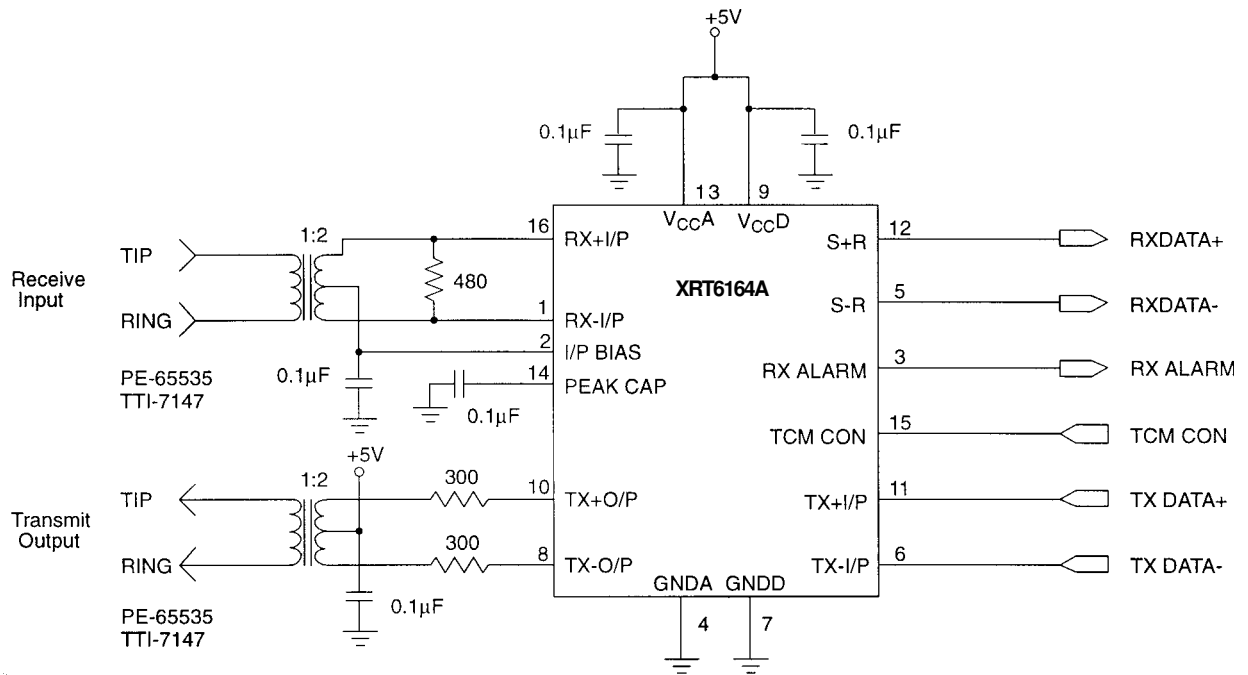 +5V
0.1µF
0.1µF
13
9
VCCA
VCCD
Receive
Input
TIP
RING
1:2
480
16
RX+I/P
1
RX-I/P
2
I/P BIAS
14
PEAK CAP
0.1µF
0.1µF
PE-65535
TTI-7147
XRT6164A
S+R
12
RXDATA+
S-R
5
RXDATA-
RX ALARM
3
RX ALARM
TCM CON
15
TCM CON
TX+I/P
11
TX DATA+
TX-I/P
6
TX DATA-
Transmit
Output
TIP
RING
1:2
+5V
300
10
TX+O/P
300
8
TX-O/P
0.1µF
PE-65535
TTI-7147
GNDA
GNDD
4
7